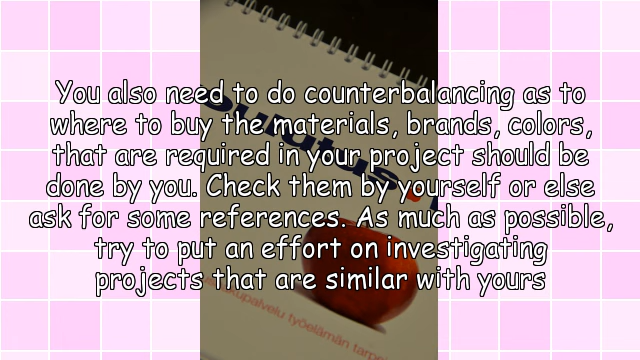 You also need to do counterbalancing as to
where to buy the materials, brands, colors,
that are required in your project should be
done by you. Check them by yourself or else
ask for some references. As much as possible,
try to put an effort on investigating
projects that are similar with yours
työelämän